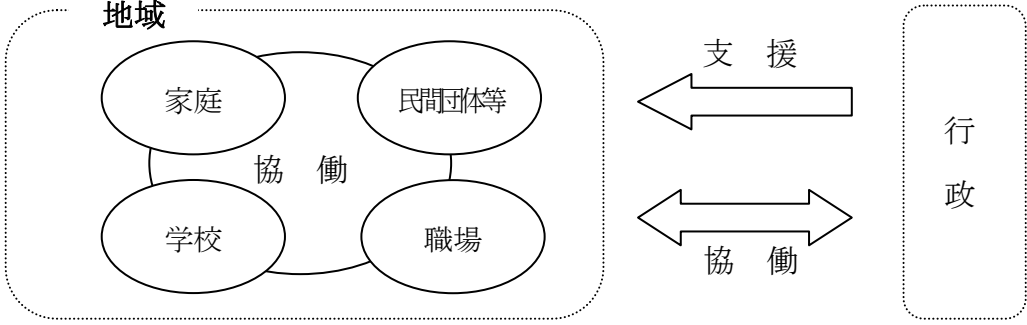 地域
家庭
民間団体等
協働
学校
職場
支援
協働
行政